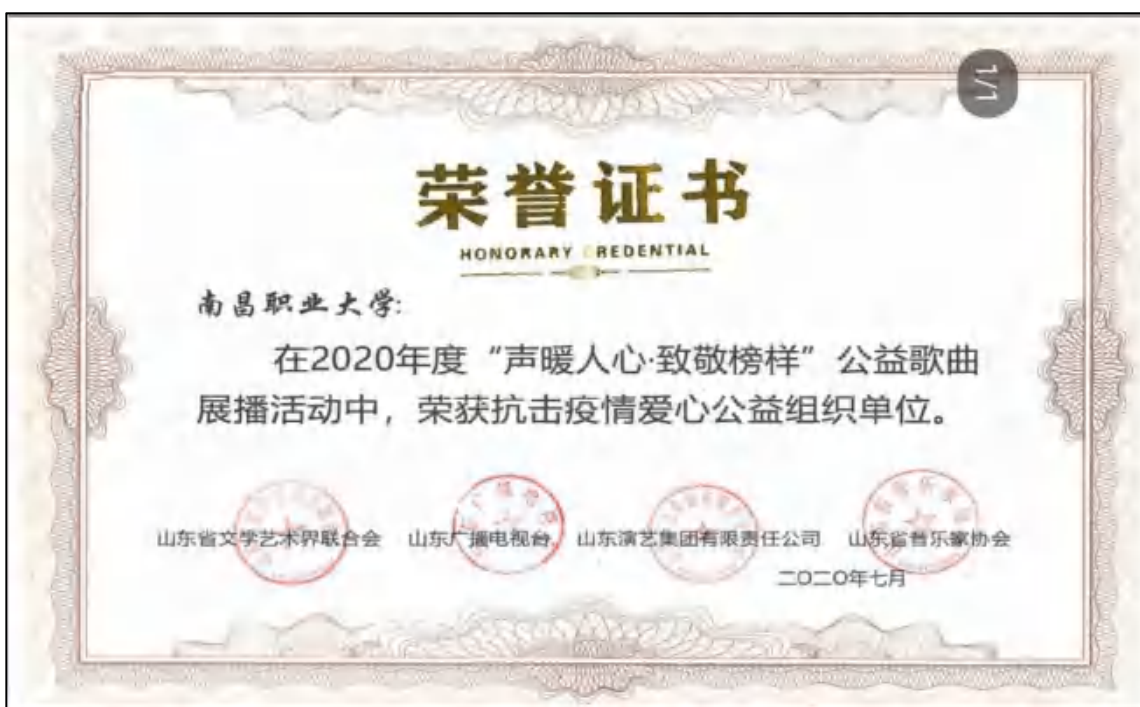 1/1
荣誉证书
HONORARY CREDENTIAL
南昌职业大学:
在2020年度“声暖人心·致敬榜样”公益歌曲
展播活动中，荣获抗击疫情爱心公益组织单位。
山东省文学艺术界联合会 山东广播电视台 山东演艺集团有限责任公司 山东省音乐家协会
二〇二〇年七月